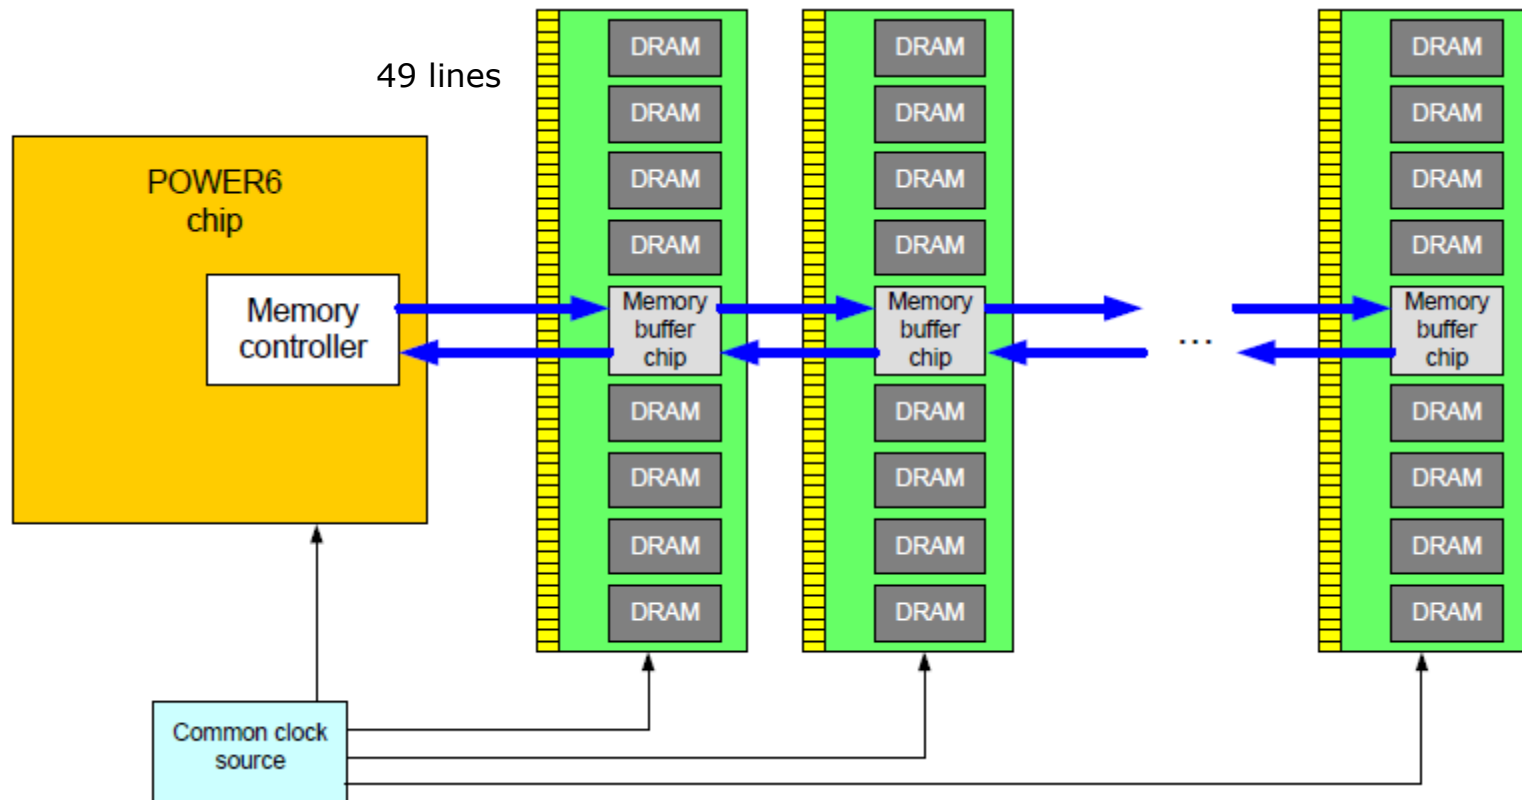 49 lines
POWER6
chip
Memory
controller
DRAM
DRAM
DRAM
DRAM
Memory
buffer
chip
DRAM
DRAM
DRAM
DRAM
DRAM
DRAM
DRAM
DRAM
Memory
buffer
chip
DRAM
DRAM
DRAM
DRAM
...
DRAM
DRAM
DRAM
DRAM
Memory
buffer
chip
DRAM
DRAM
DRAM
DRAM
Common clock
source